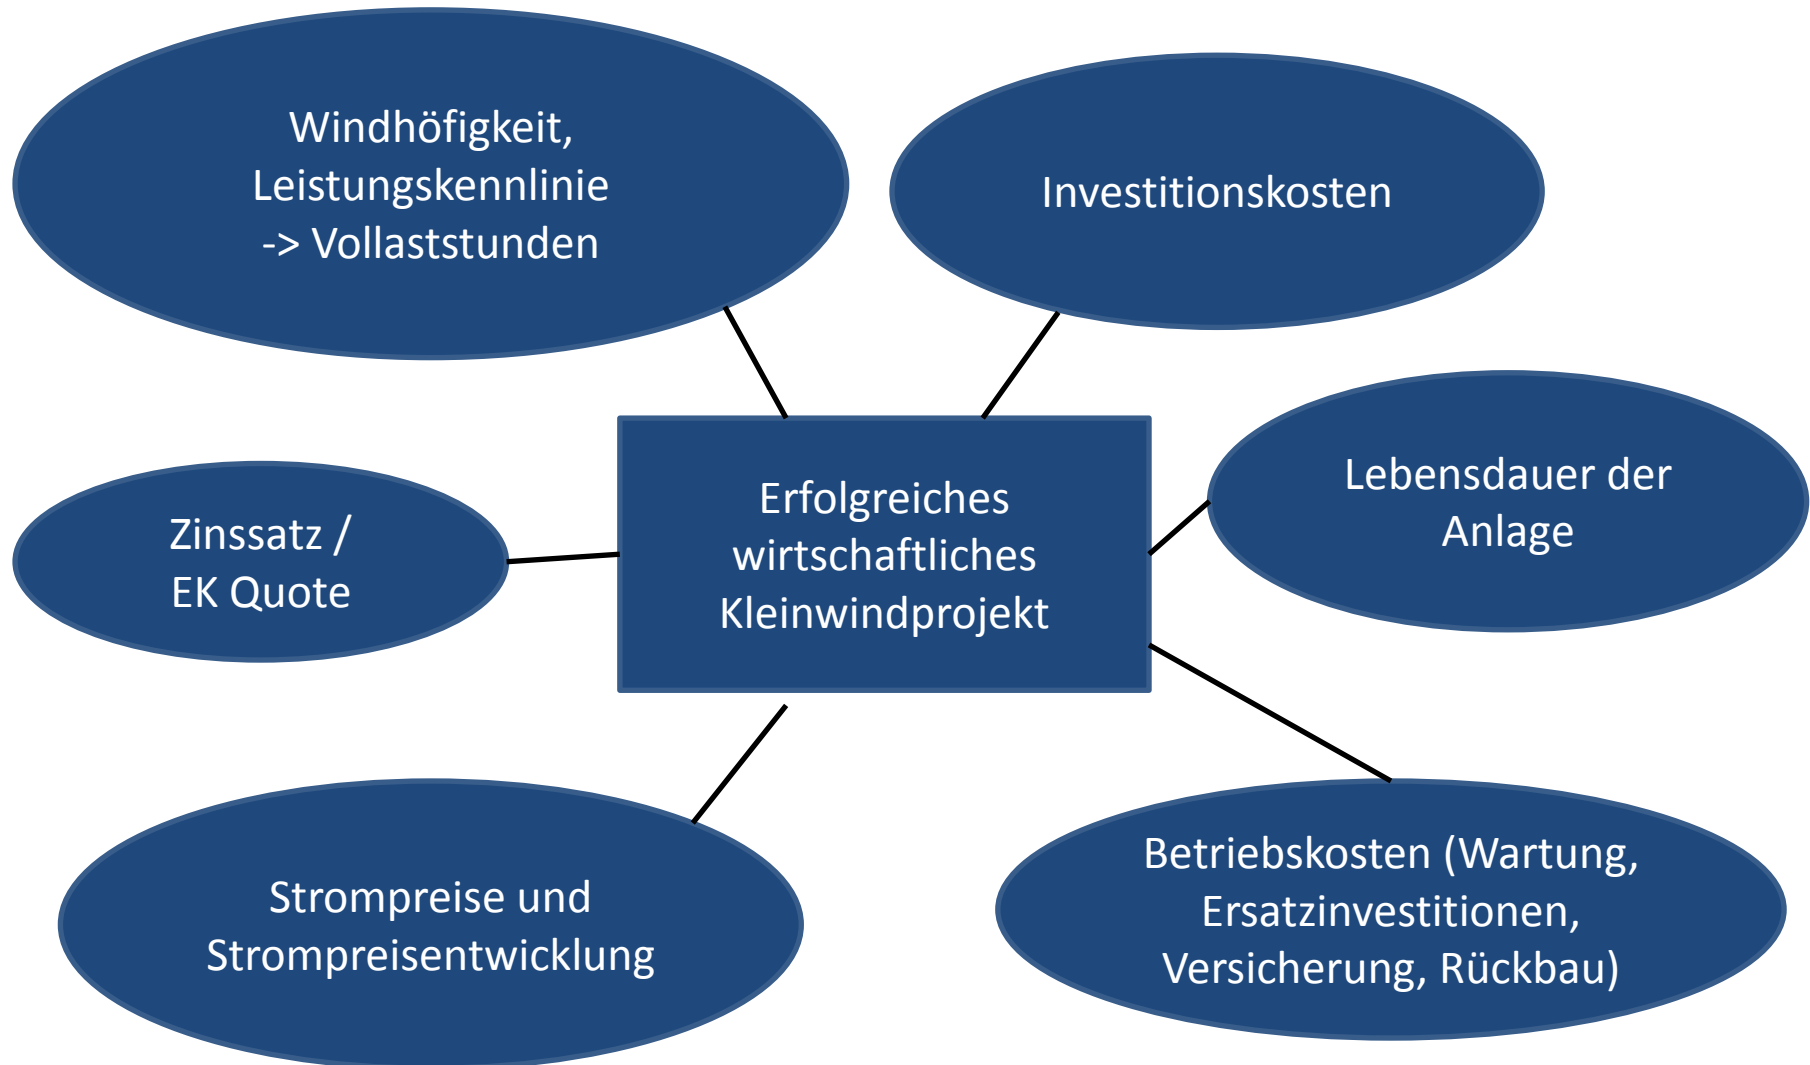 Windhöfigkeit,
Leistungskennlinie
-> Vollaststunden
Investitionskosten
Erfolgreiches
wirtschaftliches
Kleinwindprojekt
Lebensdauer der
Anlage
Zinssatz /
EK Quote
Strompreise und
Strompreisentwicklung
Betriebskosten (Wartung,
Ersatzinvestitionen,
Versicherung, Rückbau)